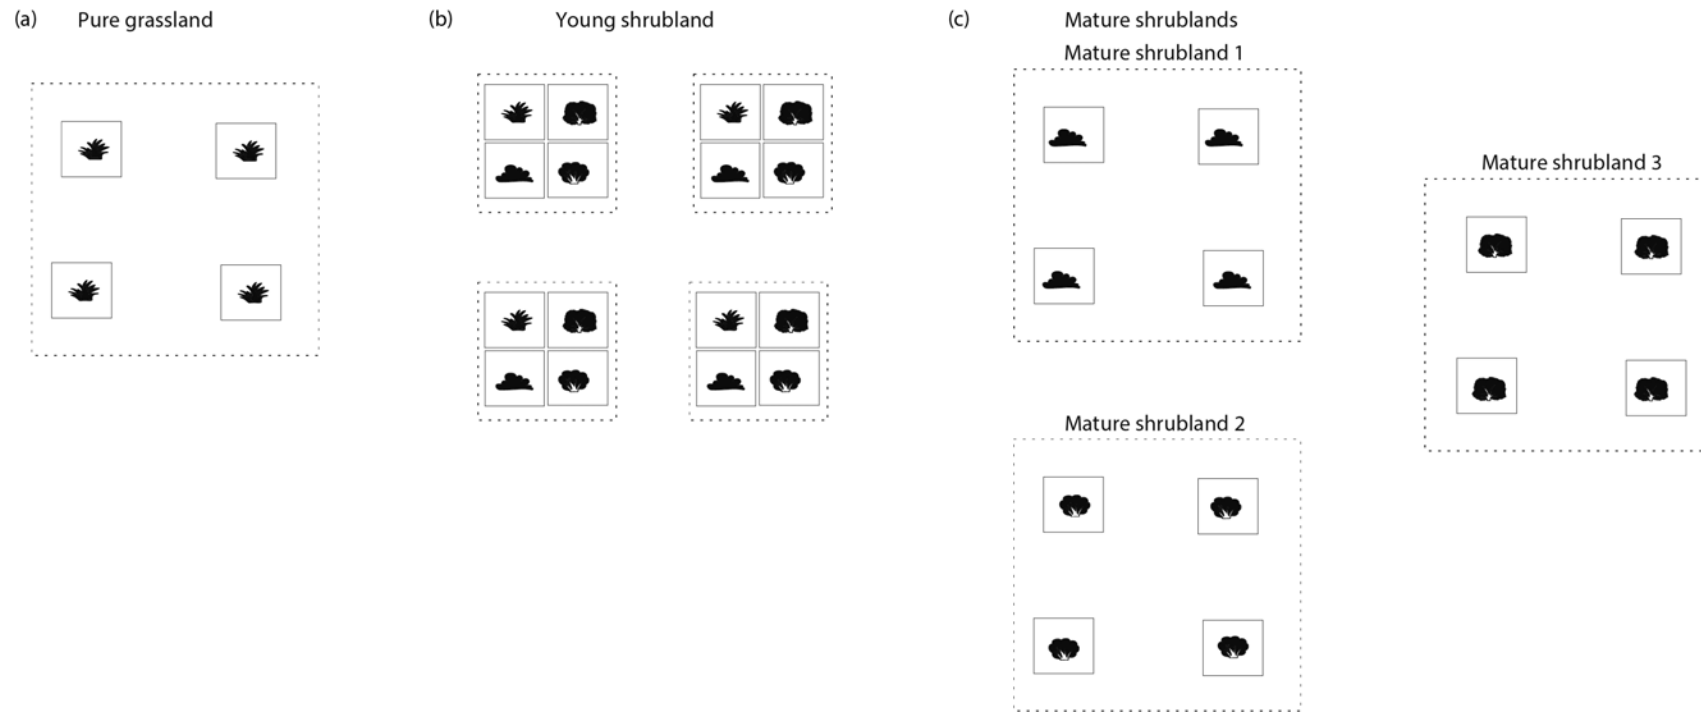 (a) Pure grassland
(b) Young shrubland
(c) Mature shrublands
Mature shrubland 1
Mature shrubland 3
Mature shrubland 2